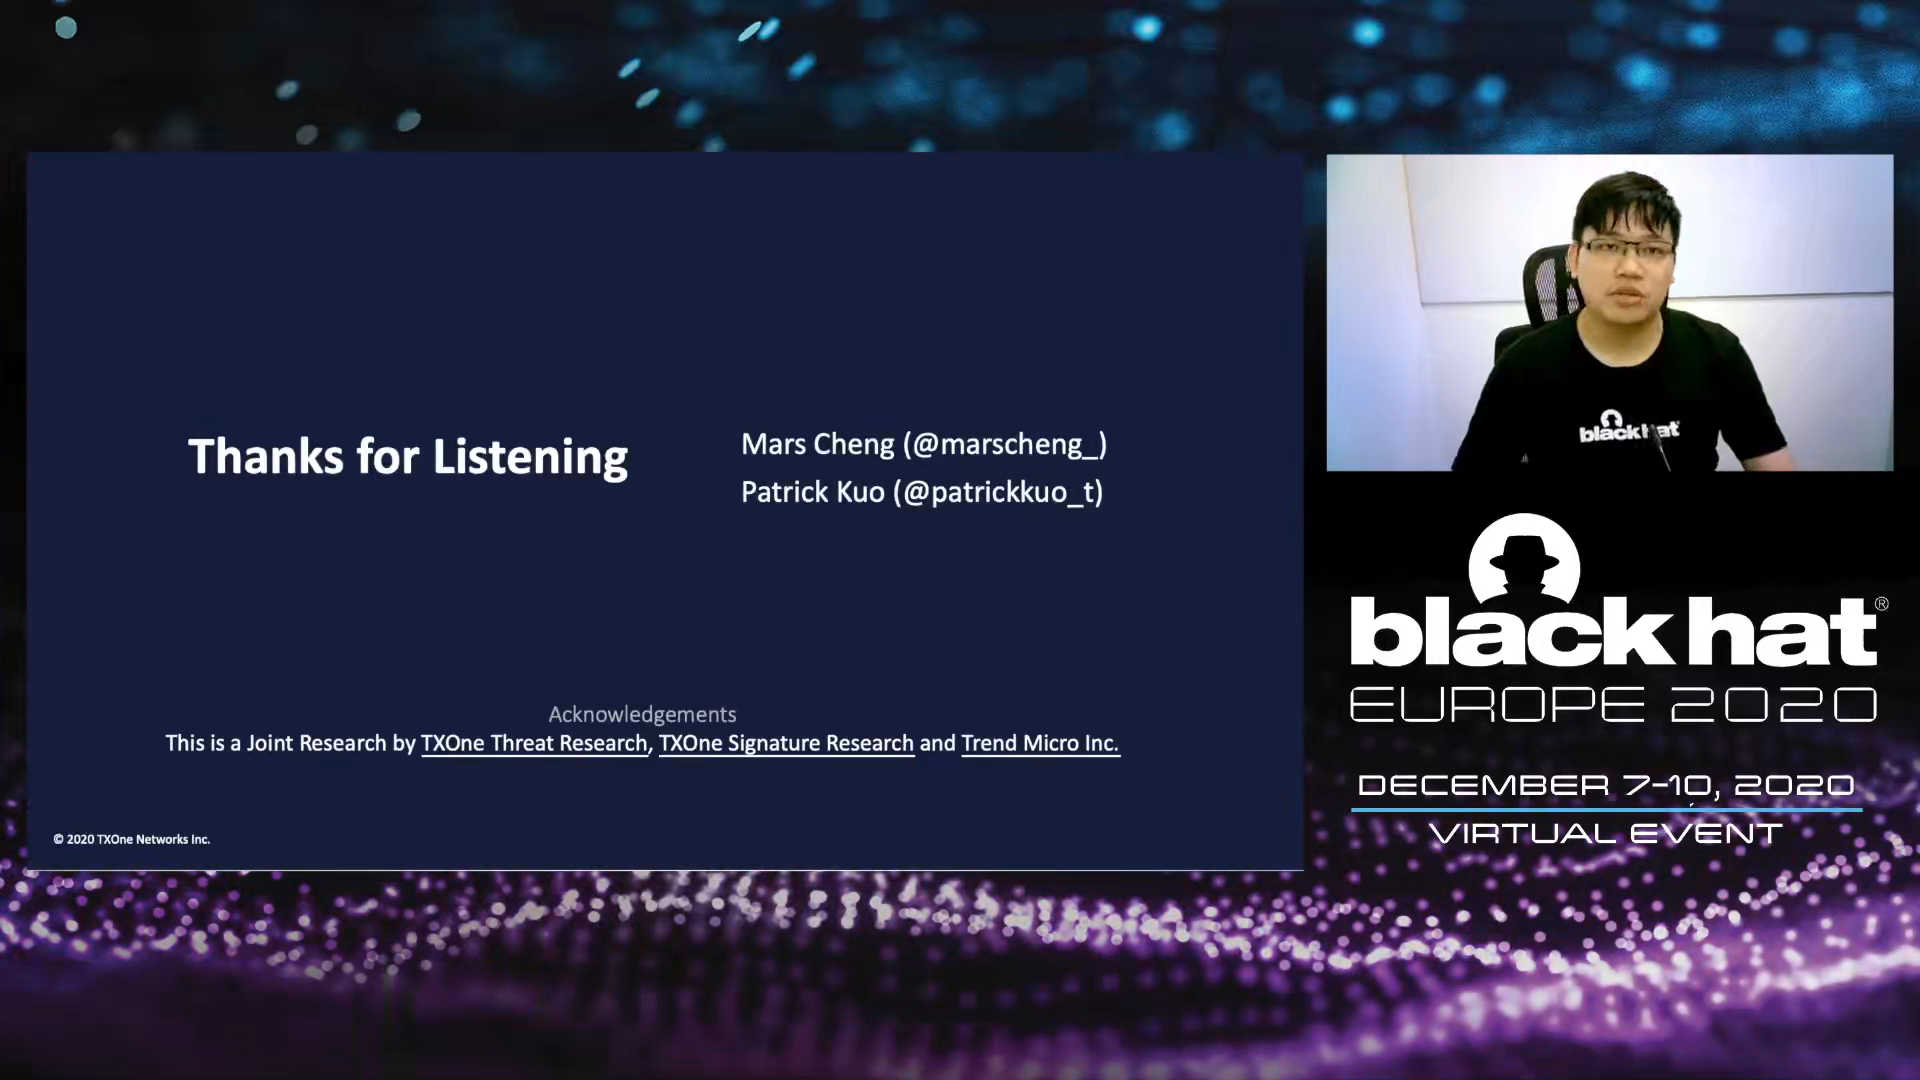 Thanks for Listening
Mars Cheng (@marscheng_)
Patrick Kuo (@patrickkuo_t)
Acknowledgements
This is a Joint Research by TXOne Threat Research, TXOne Signature Research and Trend Micro Inc.
© 2020 TXOne Networks Inc.
black hat
black hat®
EUROPE 2020
DECEMBER 7-10, 2020
VIRTUAL EVENT